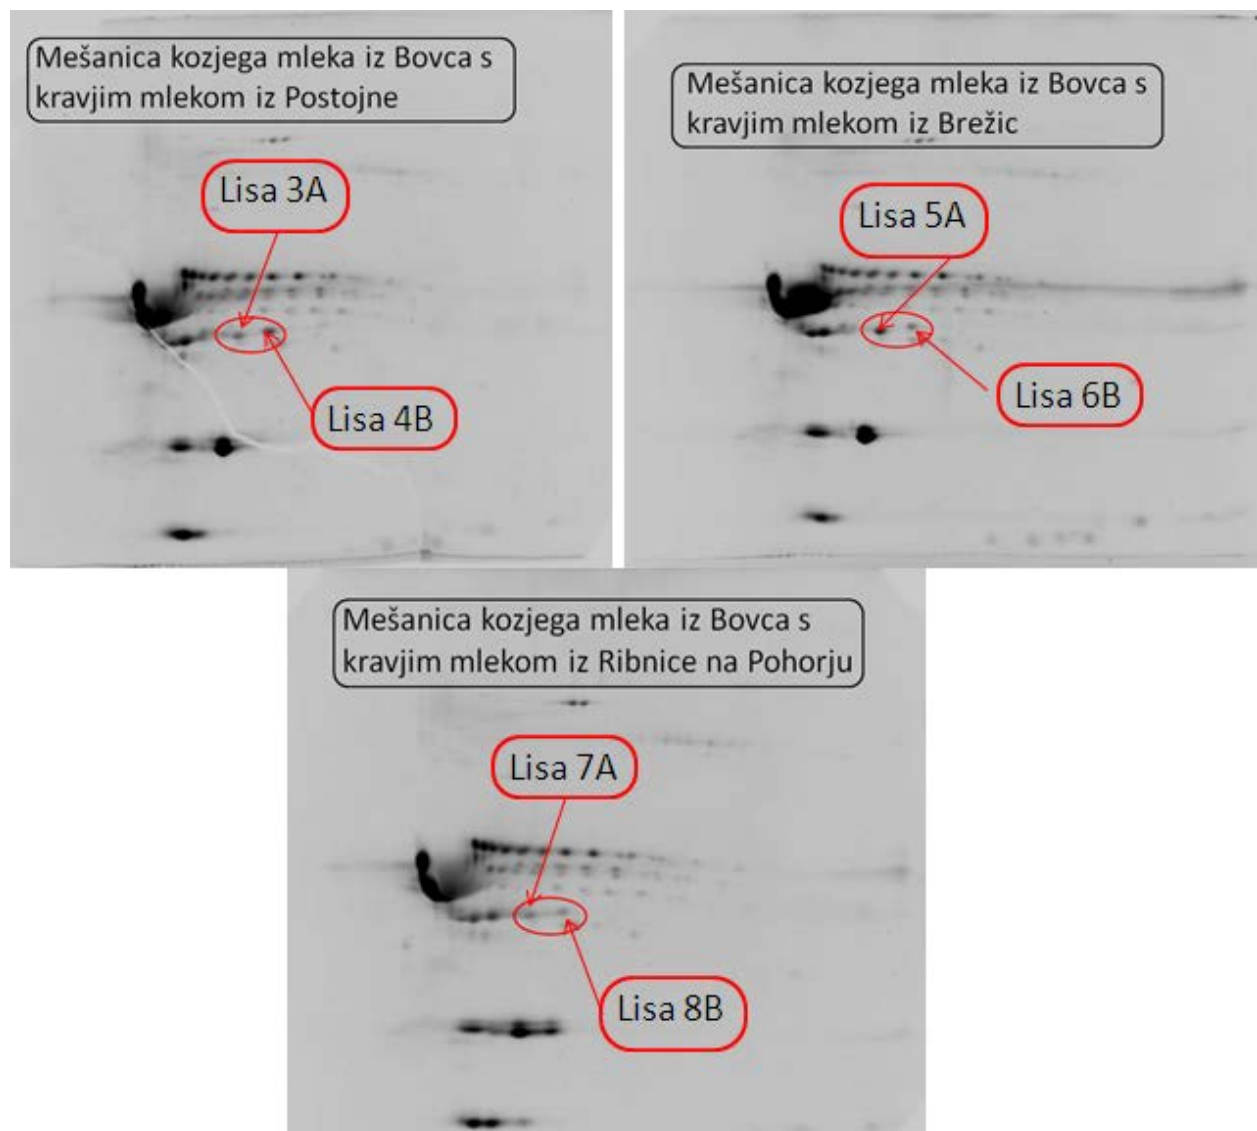 Mešanica kozjega mleka iz Bovca s
kravjim mlekom iz Postojne
Lisa 3A
Lisa 4B
Mešanica kozjega mleka iz Bovca s
kravjim mlekom iz Brežic
Lisa 5A
Lisa 6B
Mešanica kozjega mleka iz Bovca s
kravjim mlekom iz Ribnice na Pohorju
Lisa 7A
Lisa 8B